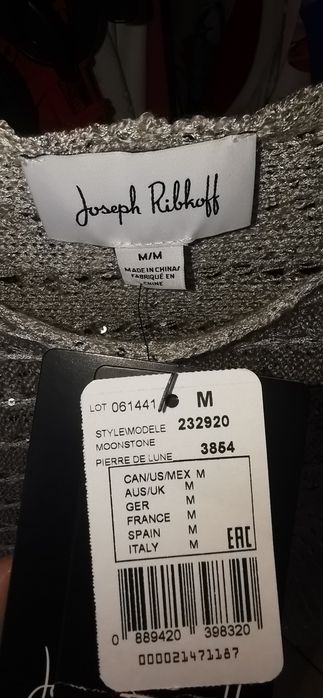 Joseph Ribkoff
M/M
MADE IN CHINA/
FABRIQUÉ EN
CHINE
LOT 061441 M
STYLE\MODELE 232920
MOONSTONE
PIERRE DE LUNE 3854
CAN/US/MEX M
AUS/UK M
GER M
FRANCE M
SPAIN M
ITALY M
EAC
0 889420 398320
000021471187